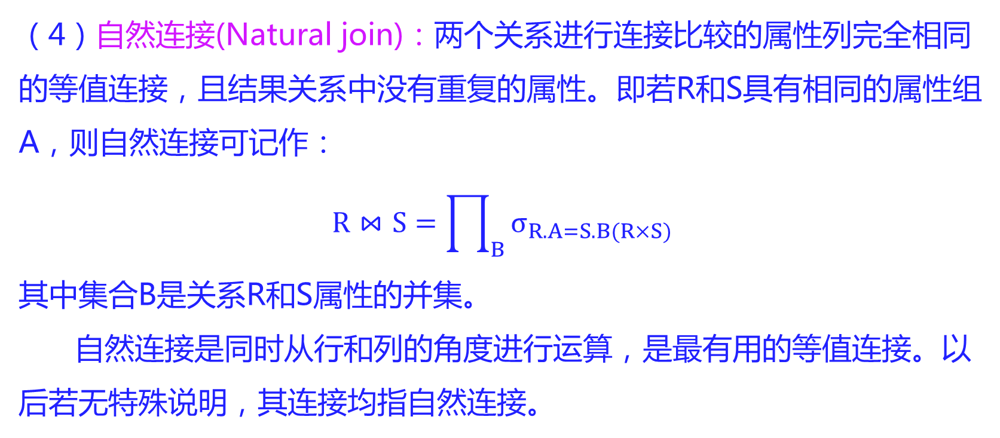 （4）自然连接(Natural join)：两个关系进行连接比较的属性列完全相同
的等值连接，且结果关系中没有重复的属性。即若R和S具有相同的属性组
A，则自然连接可记作：
R ⋈ S = ∏_B σ_{R.A=S.B(R×S)}
其中集合B是关系R和S属性的并集。
自然连接是同时从行和列的角度进行运算，是最有用的等值连接。以
后若无特殊说明，其连接均指自然连接。